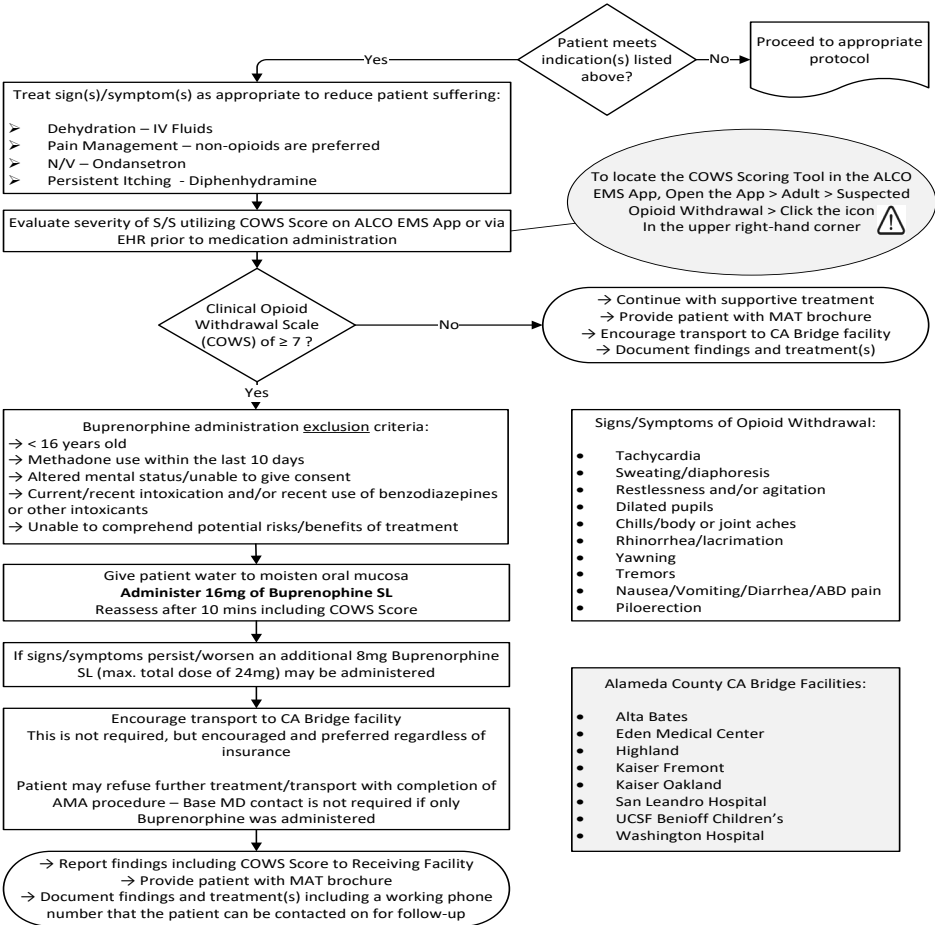 Patient meets
indication(s) listed
above?
Yes
No
Proceed to appropriate
protocol
Treat sign(s)/symptom(s) as appropriate to reduce patient suffering:
➢ Dehydration – IV Fluids
➢ Pain Management – non-opioids are preferred
➢ N/V – Ondansetron
➢ Persistent Itching - Diphenhydramine
To locate the COWS Scoring Tool in the ALCO
EMS App, Open the App > Adult > Suspected
Opioid Withdrawal > Click the icon
In the upper right-hand corner
Evaluate severity of S/S utilizing COWS Score on ALCO EMS App or via
EHR prior to medication administration
Clinical Opioid
Withdrawal Scale
(COWS) of ≥ 7 ?
No
→ Continue with supportive treatment
→ Provide patient with MAT brochure
→ Encourage transport to CA Bridge facility
→ Document findings and treatment(s)
Yes
Buprenorphine administration exclusion criteria:
→ < 16 years old
→ Methadone use within the last 10 days
→ Altered mental status/unable to give consent
→ Current/recent intoxication and/or recent use of benzodiazepines
or other intoxicants
→ Unable to comprehend potential risks/benefits of treatment
Signs/Symptoms of Opioid Withdrawal:
• Tachycardia
• Sweating/diaphoresis
• Restlessness and/or agitation
• Dilated pupils
• Chills/body or joint aches
• Rhinorrhea/lacrimation
• Yawning
• Tremors
• Nausea/Vomiting/Diarrhea/ABD pain
• Piloerection
Give patient water to moisten oral mucosa
Administer 16mg of Buprenophine SL
Reassess after 10 mins including COWS Score
If signs/symptoms persist/worsen an additional 8mg Buprenorphine
SL (max. total dose of 24mg) may be administered
Alameda County CA Bridge Facilities:
• Alta Bates
• Eden Medical Center
• Highland
• Kaiser Fremont
• Kaiser Oakland
• San Leandro Hospital
• UCSF Benioff Children's
• Washington Hospital
Encourage transport to CA Bridge facility
This is not required, but encouraged and preferred regardless of
insurance
Patient may refuse further treatment/transport with completion of
AMA procedure – Base MD contact is not required if only
Buprenorphine was administered
→ Report findings including COWS Score to Receiving Facility
→ Provide patient with MAT brochure
→ Document findings and treatment(s) including a working phone
number that the patient can be contacted on for follow-up